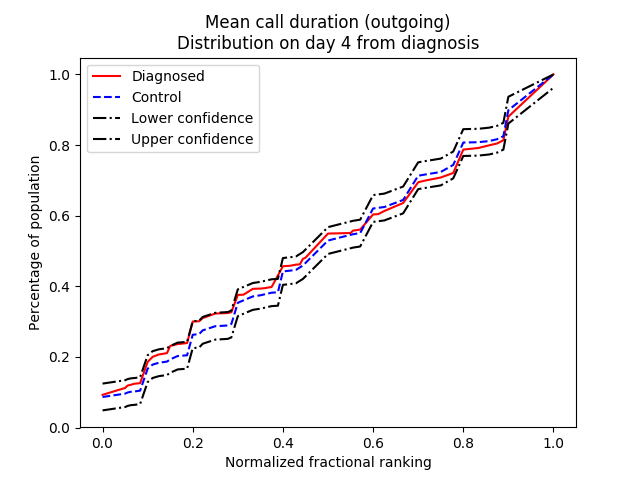 Mean call duration (outgoing)
Distribution on day 4 from diagnosis
Diagnosed
Control
Lower confidence
Upper confidence
Percentage of population
1.0
0.8
0.6
0.4
0.2
0.0
0.0 0.2 0.4 0.6 0.8 1.0
Normalized fractional ranking